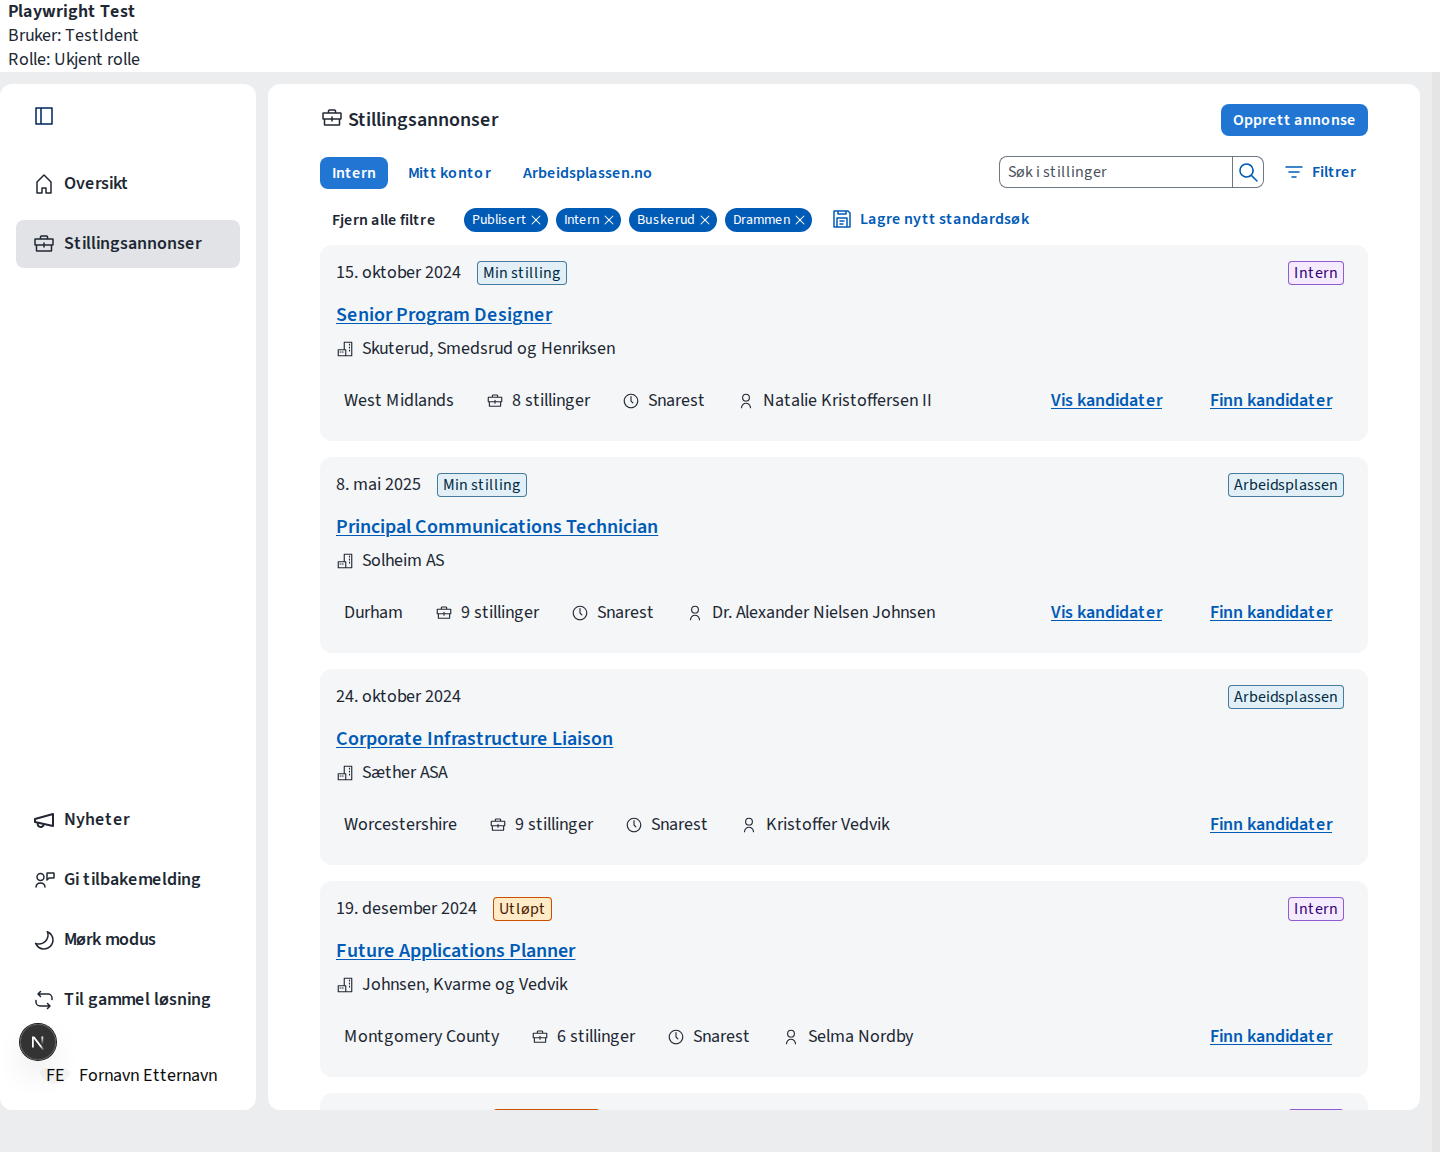 Playwright Test
Bruker: TestIdent
Rolle: Ukjent rolle
Oversikt
Stillingsannonser
Nyheter
Gi tilbakemelding
Mørk modus
Til gammel løsning
N
FE Fornavn Etternavn
Stillingsannonser
Opprett annonse
Intern Mitt kontor Arbeidsplassen.no
Søk i stillinger
Filtrer
Fjern alle filtre Publisert Intern Buskerud Drammen Lagre nytt standardsøk
15. oktober 2024 Min stilling Intern
Senior Program Designer
Skuterud, Smedsrud og Henriksen
West Midlands 8 stillinger Snarest Natalie Kristoffersen II Vis kandidater Finn kandidater
8. mai 2025 Min stilling Arbeidsplassen
Principal Communications Technician
Solheim AS
Durham 9 stillinger Snarest Dr. Alexander Nielsen Johnsen Vis kandidater Finn kandidater
24. oktober 2024 Arbeidsplassen
Corporate Infrastructure Liaison
Sæther ASA
Worcestershire 9 stillinger Snarest Kristoffer Vedvik Finn kandidater
19. desember 2024 Utløpt Intern
Future Applications Planner
Johnsen, Kvarme og Vedvik
Montgomery County 6 stillinger Snarest Selma Nordby Finn kandidater